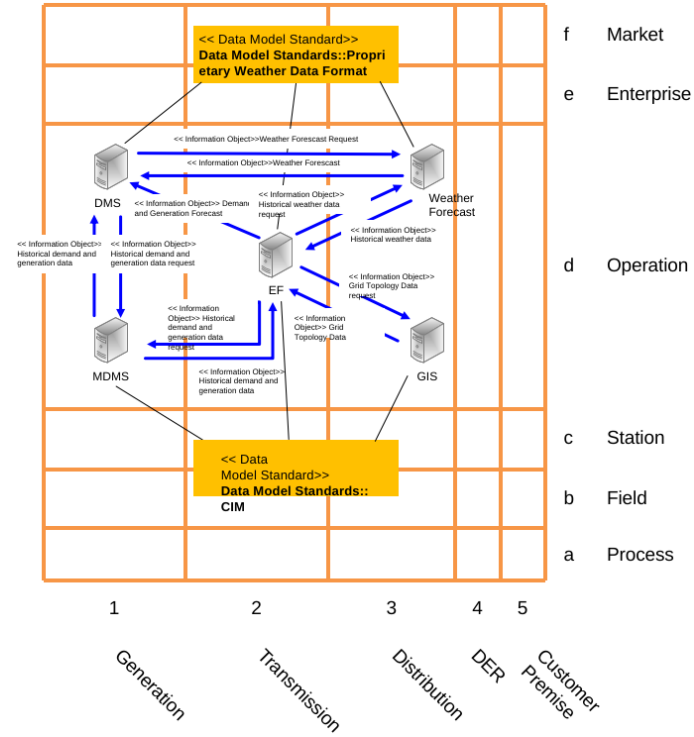 << Data Model Standard>>
Data Model Standards::Propri
etary Weather Data Format
f Market
e Enterprise
<< Information Object>>Weather Forescast Request
<< Information Object>>Weather Forescast
DMS
<< Information Object>> Deman
and Generation Forecast
<< Information Object>>
Historical weather data
request
Weather
Forecast
<< Information Object>>
Historical weather data
<< Information Object>>
Historical demand and
generation data
<< Information Object>>
Historical demand and
generation data request
d Operation
EF
<< Information Object>>
Grid Topology Data
request
<< Information
Object>> Historical
demand and
generation data
request
<< Information
Object>> Grid
Topology Data
MDMS
GIS
<< Information Object>>
Historical demand and
generation data
<< Data
Model Standard>>
Data Model Standards::
CIM
c Station
b Field
a Process
1 2 3 4 5
Generation
Transmission
Distribution
DER
Customer
Premise